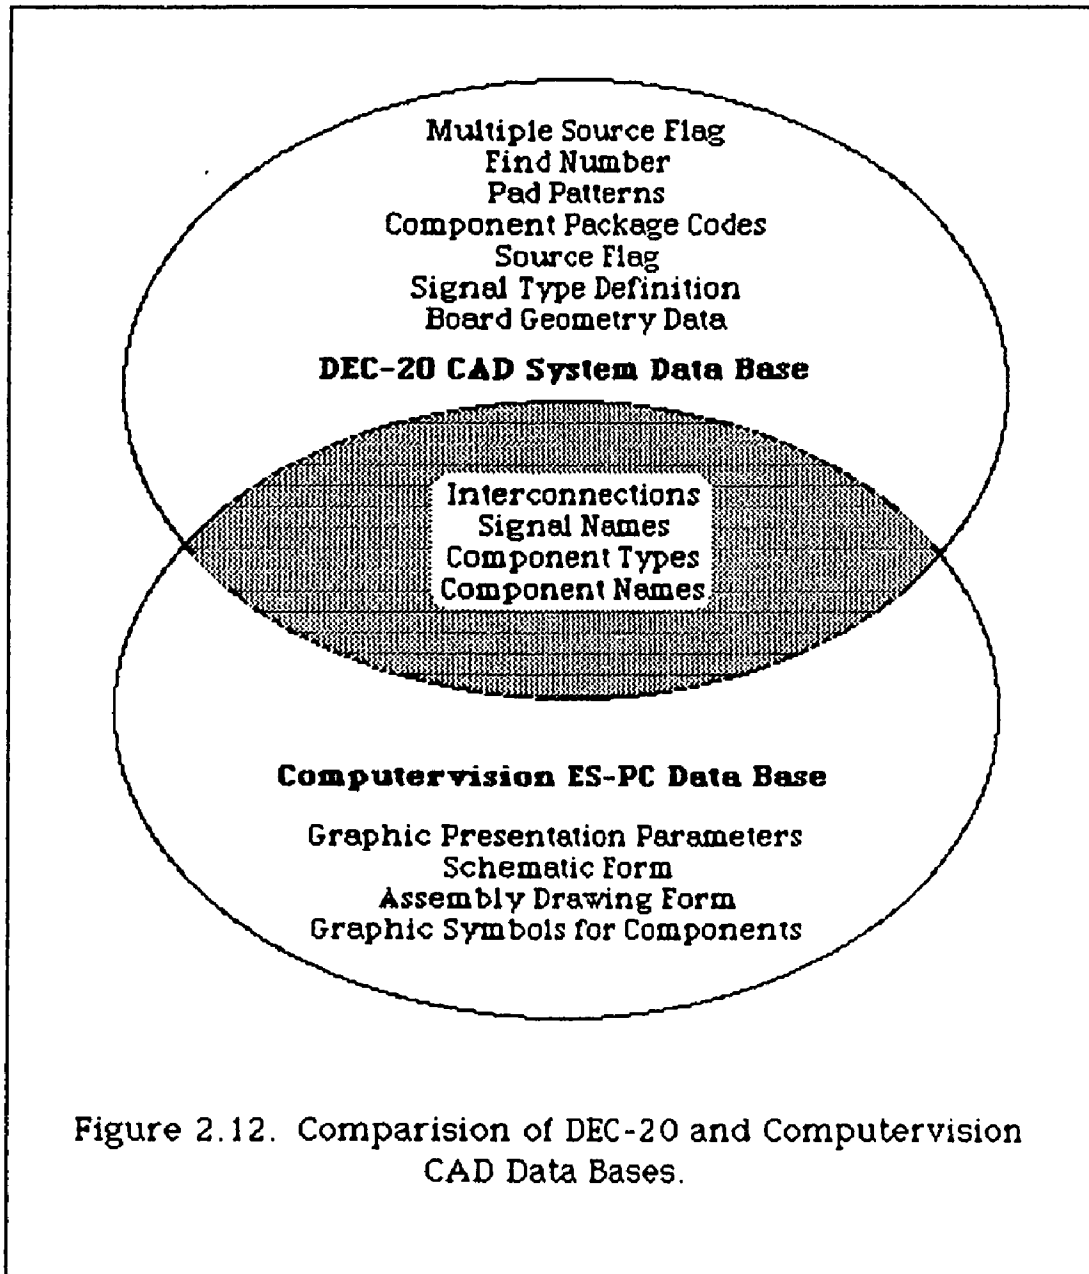 Multiple Source Flag
Find Number
Pad Patterns
Component Package Codes
Source Flag
Signal Type Definition
Board Geometry Data
DEC-20 CAD System Data Base
Interconnections
Signal Names
Component Types
Component Names
Computervision ES-PC Data Base
Graphic Presentation Parameters
Schematic Form
Assembly Drawing Form
Graphic Symbols for Components
Figure 2.12. Comparision of DEC-20 and Computervision
CAD Data Bases.